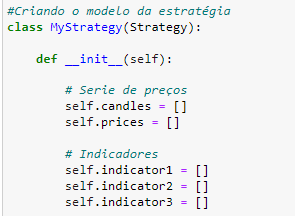 #Criando o modelo da estratégia
class MyStrategy(Strategy):
def __init__(self):
# Serie de preços
self.candles = []
self.prices = []
# Indicadores
self.indicator1 = []
self.indicator2 = []
self.indicator3 = []